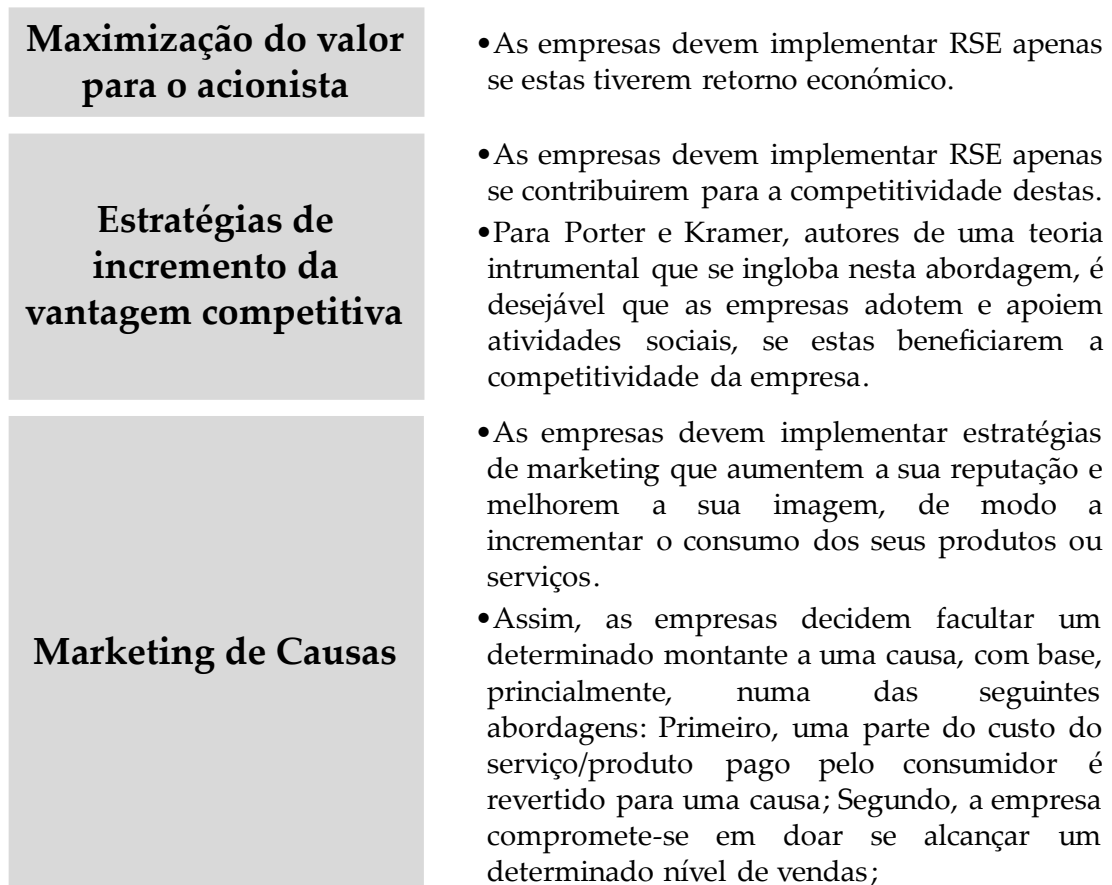 Maximização do valor
para o acionista
•As empresas devem implementar RSE apenas
se estas tiverem retorno económico.
Estratégias de
incremento da
vantagem competitiva
•As empresas devem implementar RSE apenas
se contribuirem para a competitividade destas.
•Para Porter e Kramer, autores de uma teoria
intrumental que se ingloba nesta abordagem, é
desejável que as empresas adotem e apoiem
atividades sociais, se estas beneficiarem a
competitividade da empresa.
Marketing de Causas
•As empresas devem implementar estratégias
de marketing que aumentem a sua reputação e
melhorem a sua imagem, de modo a
incrementar o consumo dos seus produtos ou
serviços.
•Assim, as empresas decidem facultar um
determinado montante a uma causa, com base,
princialmente, numa das seguintes
abordagens: Primeiro, uma parte do custo do
serviço/produto pago pelo consumidor é
revertido para uma causa; Segundo, a empresa
compromete-se em doar se alcançar um
determinado nível de vendas;